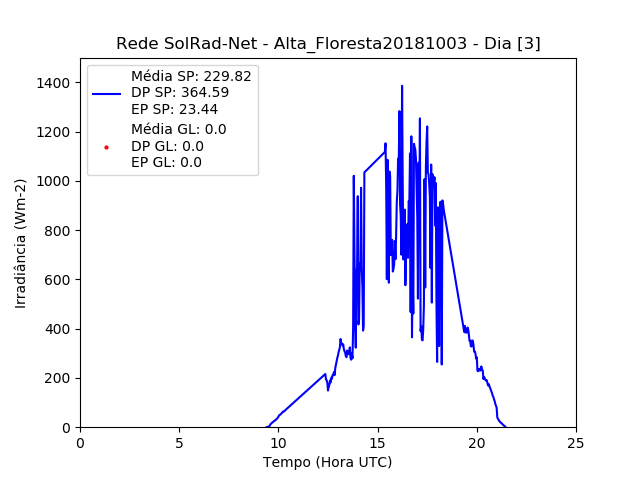 Rede SolRad-Net - Alta_Floresta20181003 - Dia [3]
Média SP: 229.82
DP SP: 364.59
EP SP: 23.44
Média GL: 0.0
DP GL: 0.0
EP GL: 0.0
Irradiância (Wm-2)
1400
1200
1000
800
600
400
200
0
0 5 10 15 20 25
Tempo (Hora UTC)